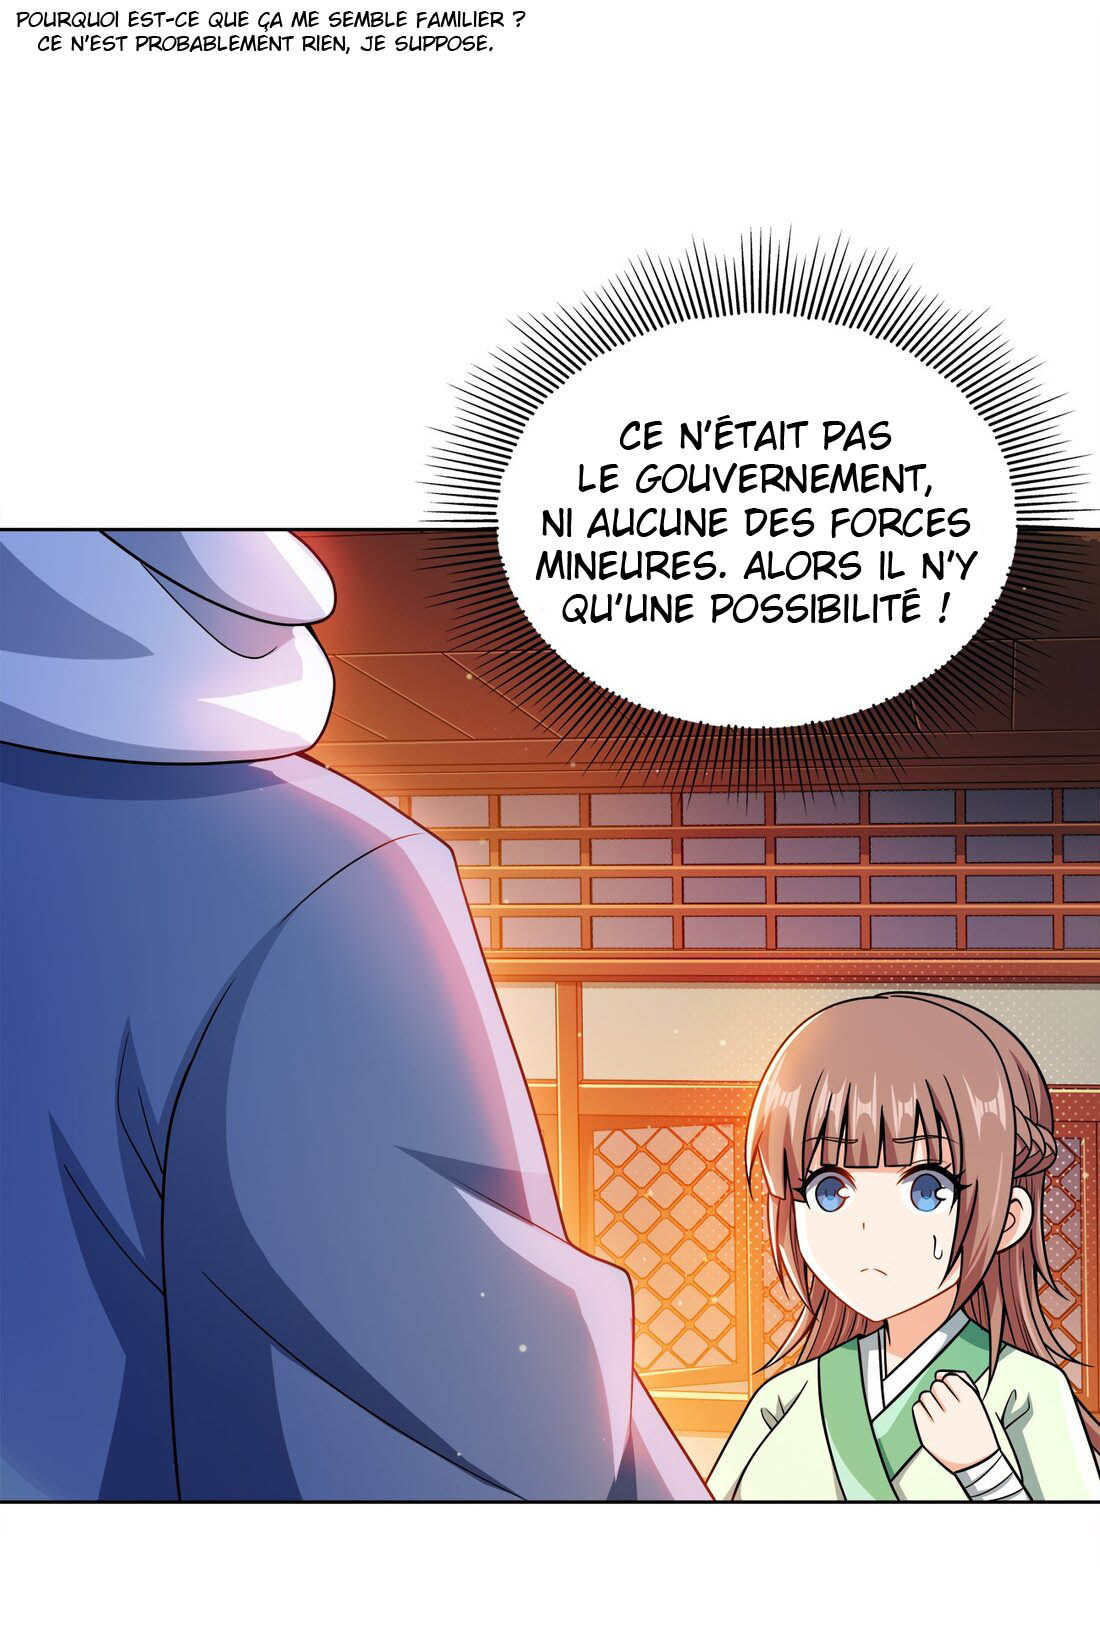 POURQUOI EST-CE QUE ÇA ME SEMBLE FAMILIER ?
CE N'EST PROBABLEMENT RIEN, JE SUPPOSE.
CE N'ÉTAIT PAS
LE GOUVERNEMENT,
NI AUCUNE DES FORCES
MINEURES. ALORS IL N'Y
QU'UNE POSSIBILITÉ !